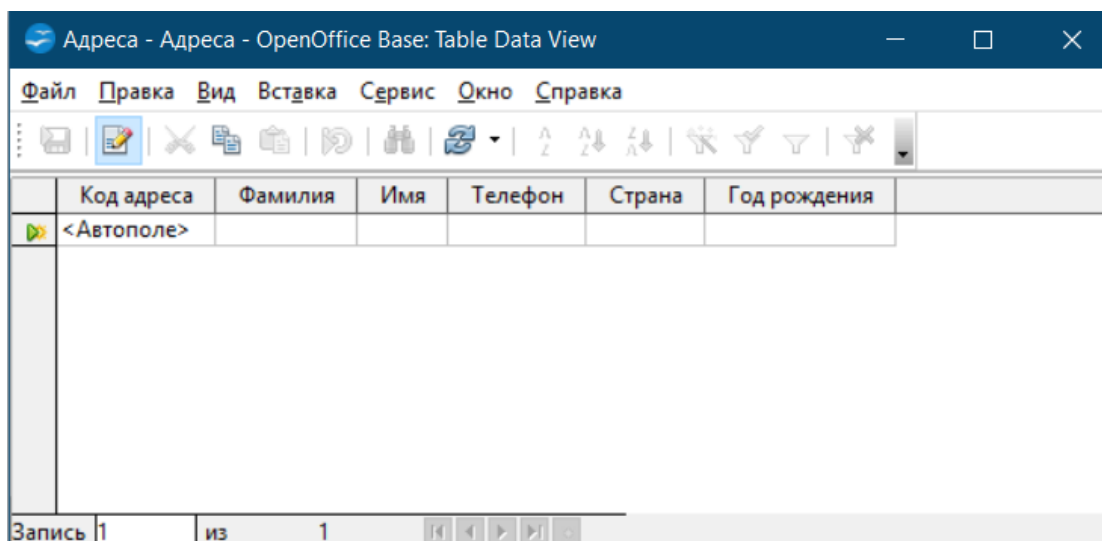 Адреса - Адреса - OpenOffice Base: Table Data View
Файл Правка Вид Вставка Сервис Окно Справка
Код адреса Фамилия Имя Телефон Страна Год рождения
<Автополе>
Запись 1 из 1